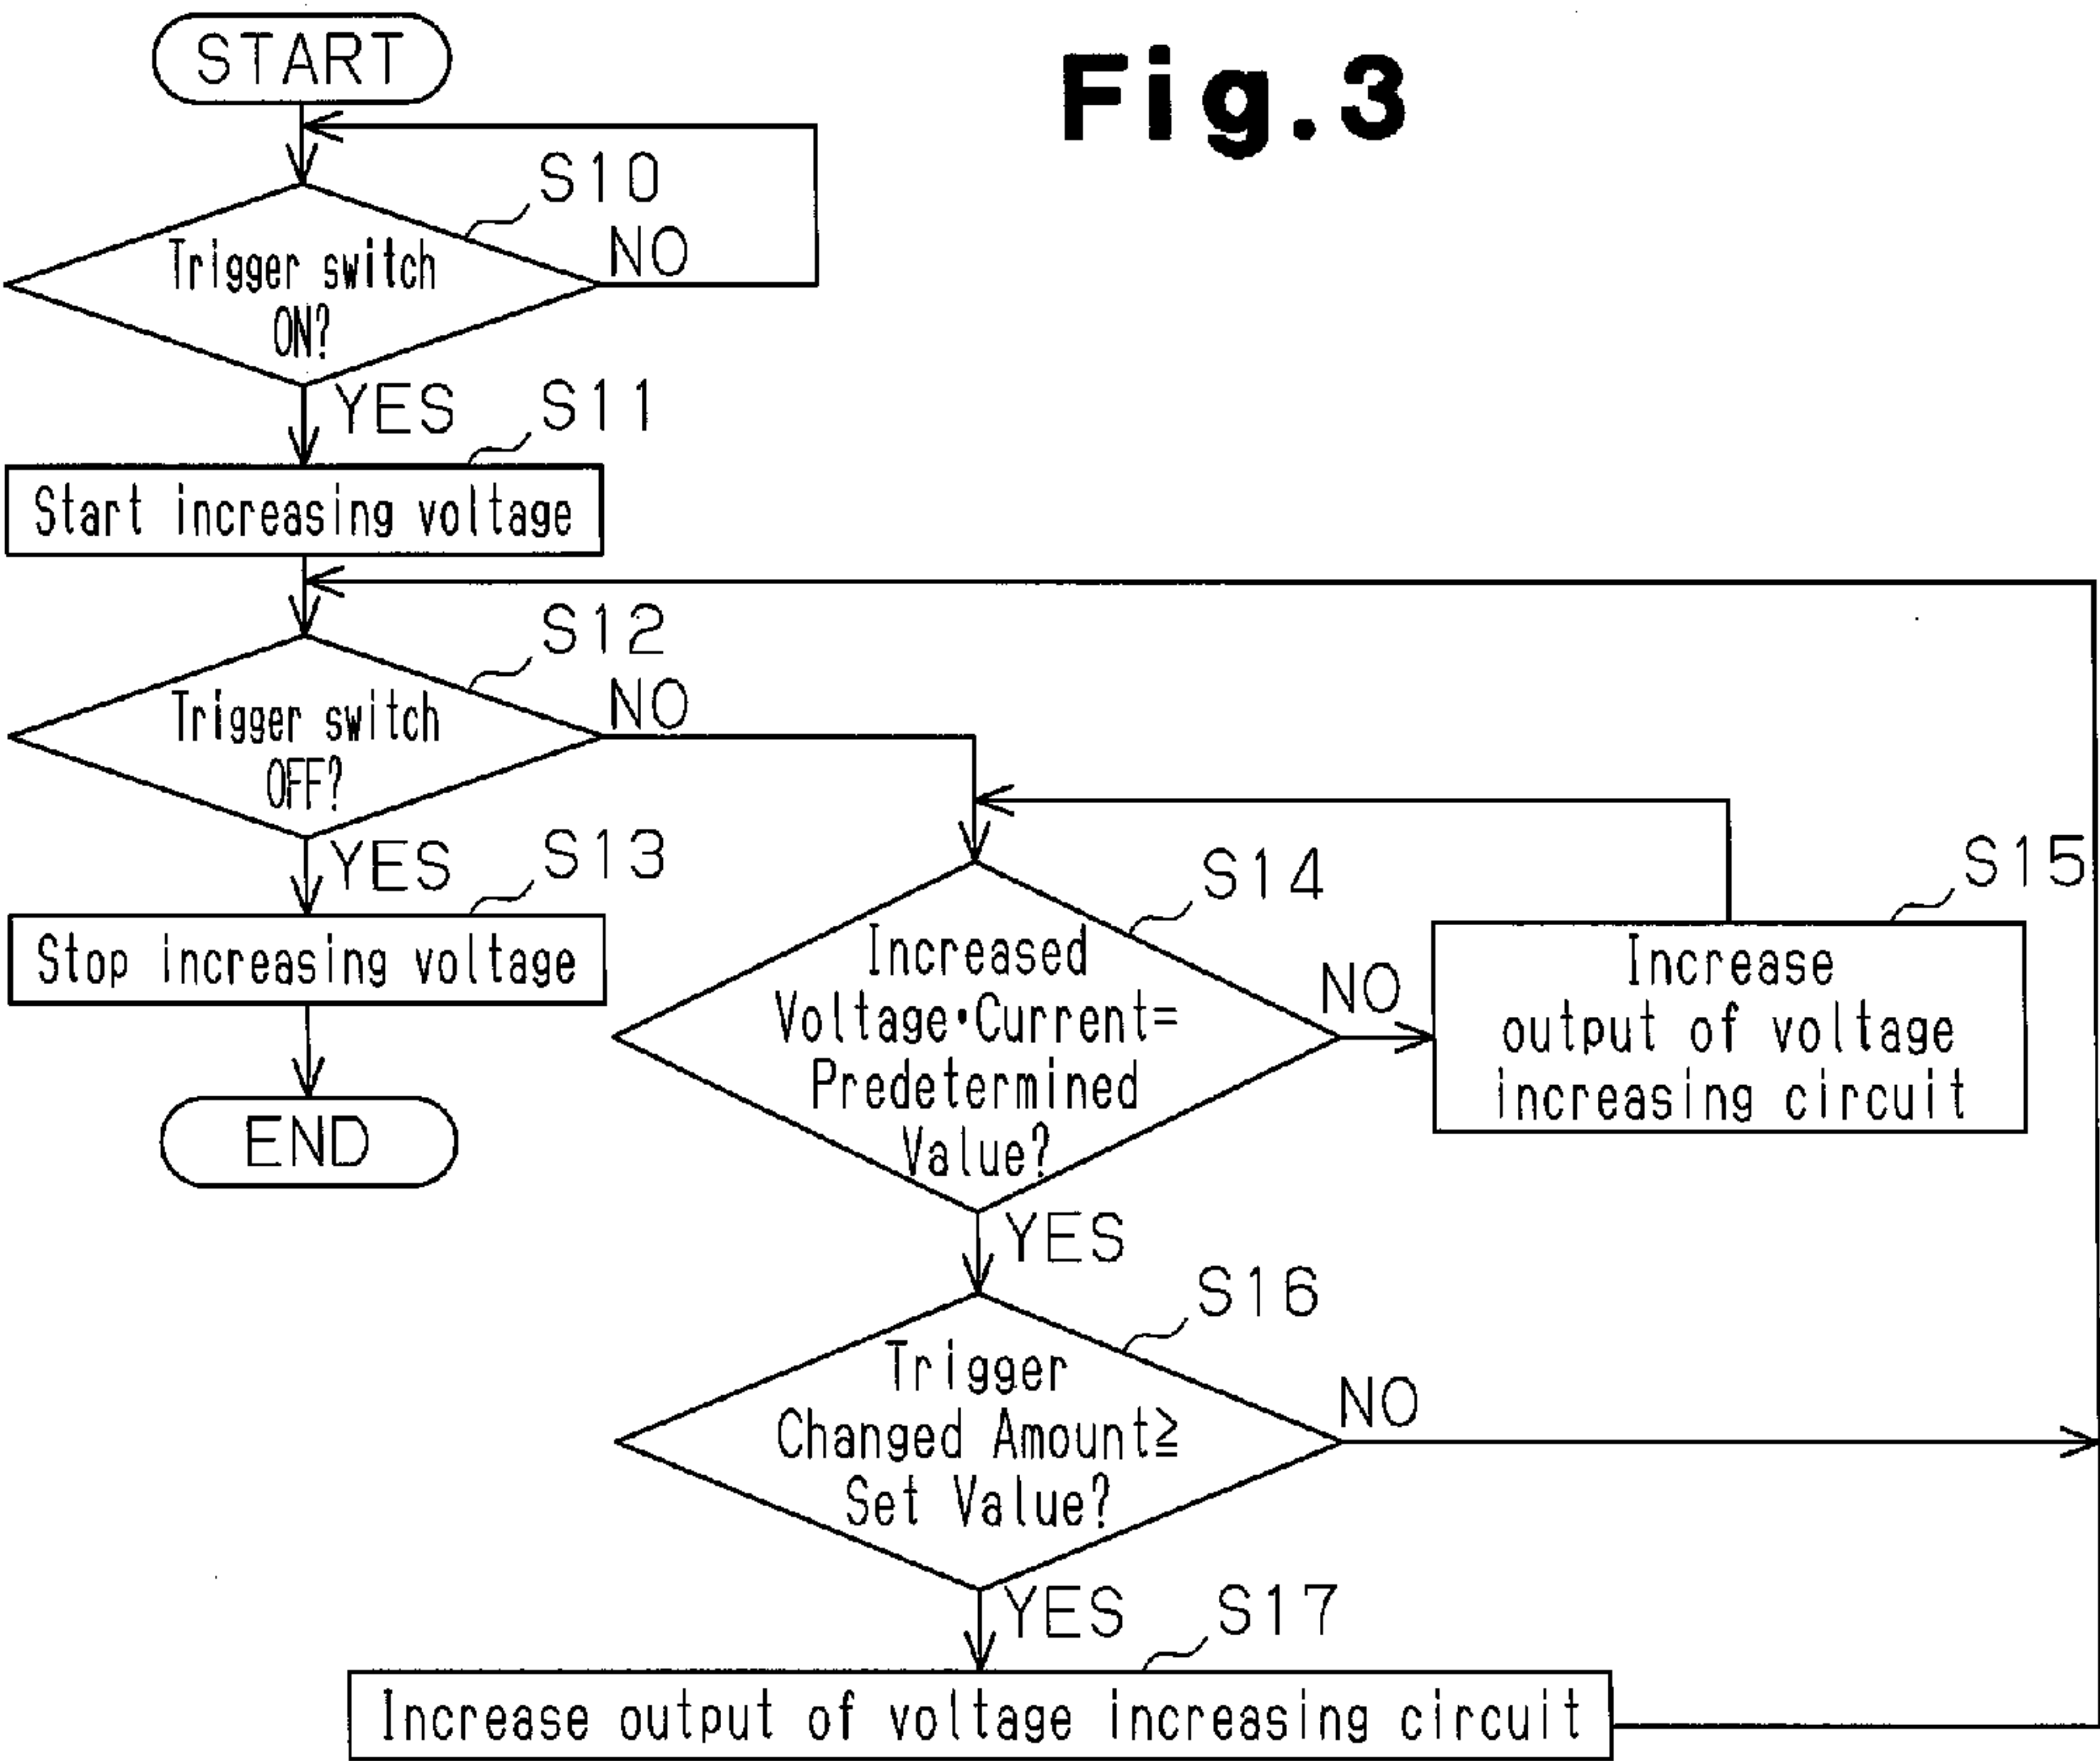 START
Fig.3
S10
Trigger switch
ON?
NO
YES
S11
Start increasing voltage
S12
Trigger switch
OFF?
NO
YES
S13
Stop increasing voltage
END
S14
Increased
Voltage•Current=
Predetermined
Value?
NO
S15
Increase
output of voltage
increasing circuit
YES
S16
Trigger
Changed Amount≧
Set Value?
NO
YES
S17
Increase output of voltage increasing circuit